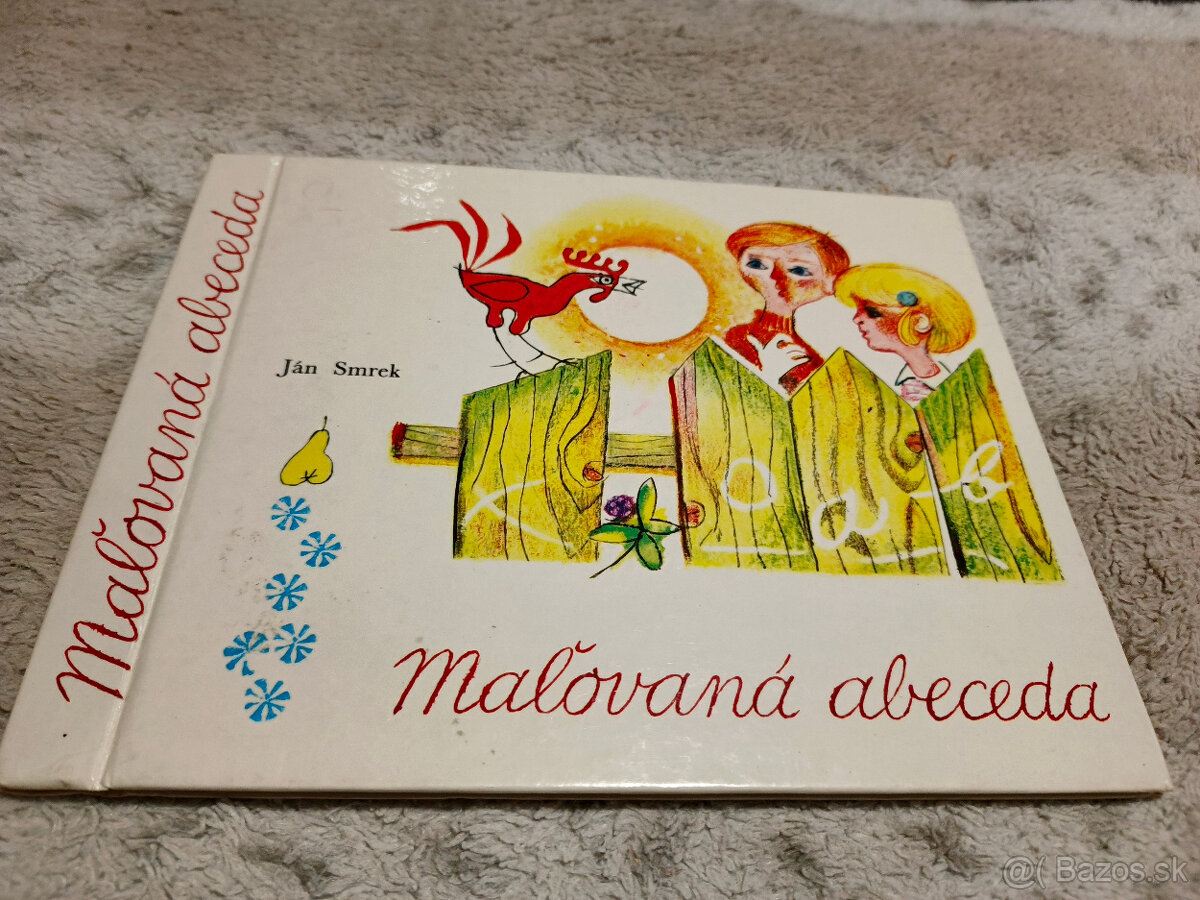 Maľovaná abeceda
Ján Smrek
Maľovaná abeceda
@( Bazos.sk